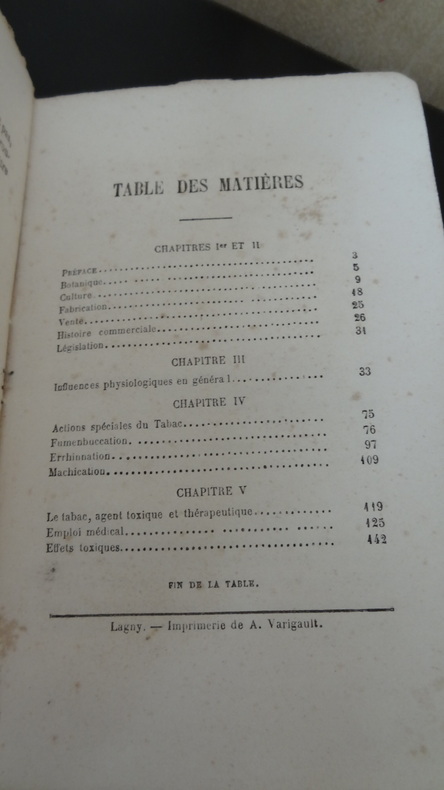 TABLE DES MATIÈRES
CHAPITRES Iᵉʳ ET II
PRÉFACE 3
Botanique 5
Culture 9
Fabrication 18
Vente 25
Histoire commerciale 26
Législation 31
CHAPITRE III
Influences physiologiques en général 33
CHAPITRE IV
Actions spéciales du Tabac 75
Fumenbuccation 76
Errhionation 97
Machication 109
CHAPITRE V
Le tabac, agent toxique et thérapeutique 119
Emploi médical 125
Effets toxiques 142
FIN DE LA TABLE.
Lagny. — Imprimerie de A. Varigault.